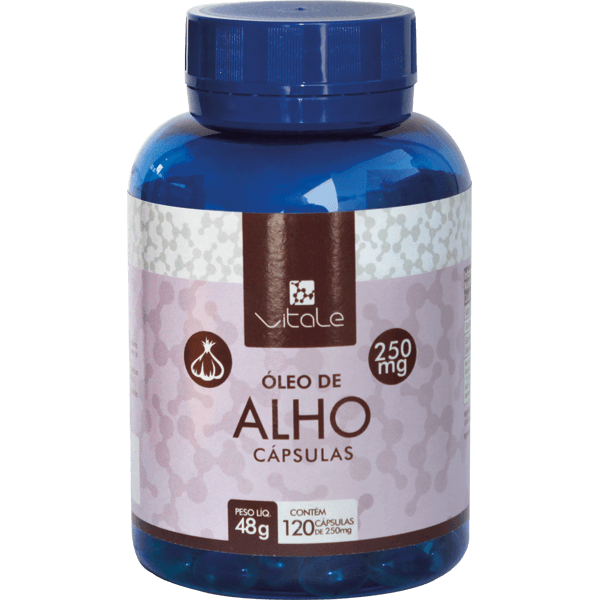 vitale
250
mg
ÓLEO DE
ALHO
CÁPSULAS
PESO LÍQ.
48g
CONTÉM
120 CÁPSULAS
DE 250mg